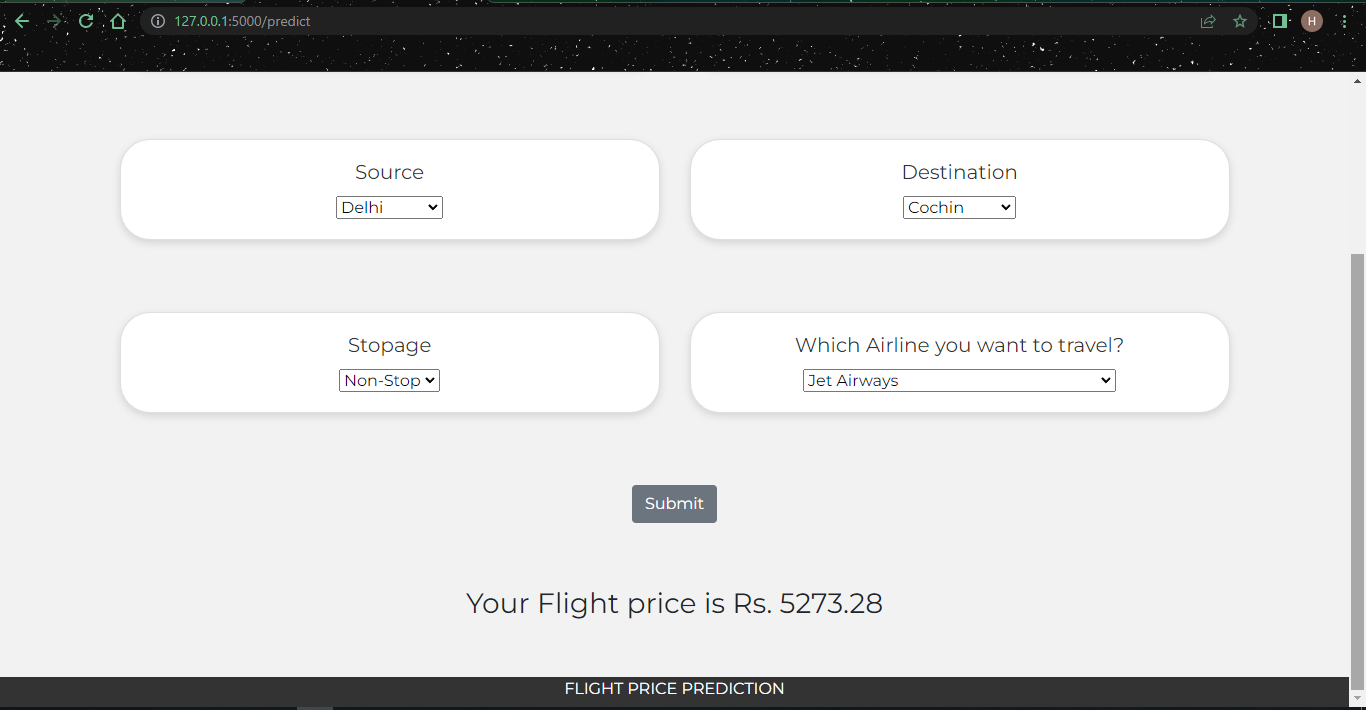 127.0.0.1:5000/predict
H
Source
Destination
Delhi
Cochin
Stopage
Which Airline you want to travel?
Non-Stop
Jet Airways
Submit
Your Flight price is Rs. 5273.28
FLIGHT PRICE PREDICTION